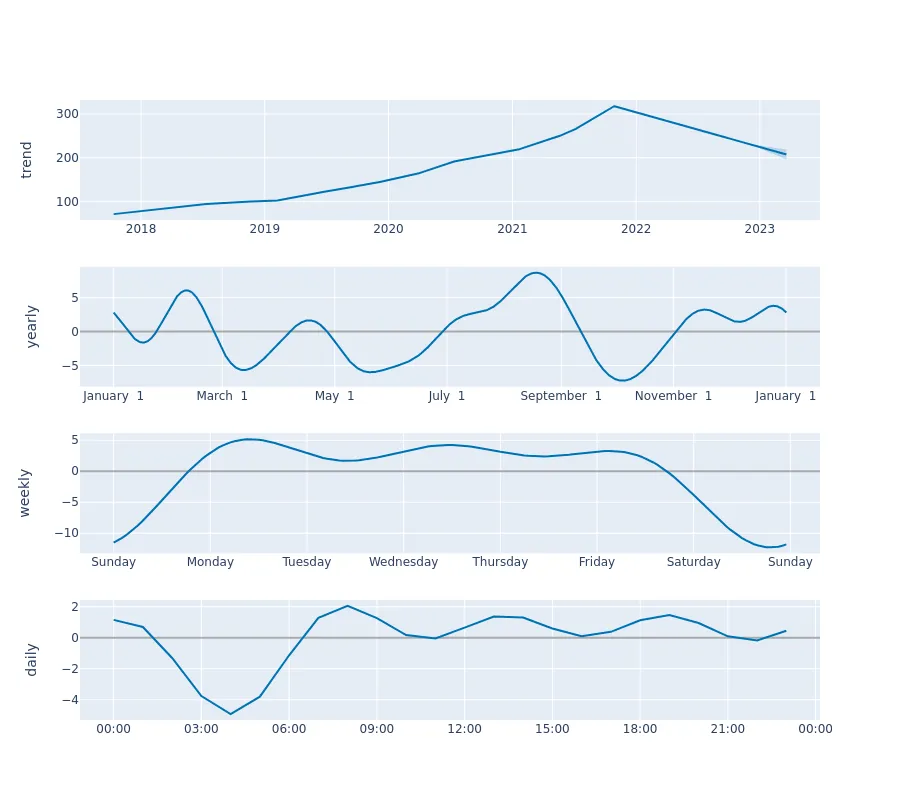 trend
300
200
100
2018 2019 2020 2021 2022 2023
yearly
5
0
−5
January 1 March 1 May 1 July 1 September 1 November 1 January 1
weekly
5
0
−5
−10
Sunday Monday Tuesday Wednesday Thursday Friday Saturday Sunday
daily
2
0
−2
−4
00:00 03:00 06:00 09:00 12:00 15:00 18:00 21:00 00:00